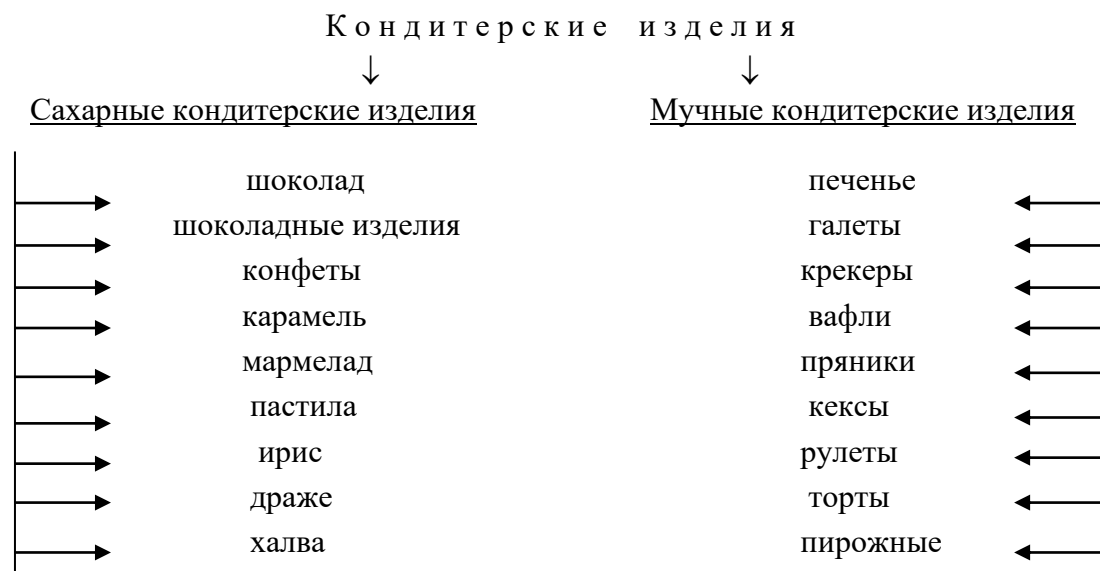 Кондитерские изделия
Сахарные кондитерские изделия Мучные кондитерские изделия
шоколад печенье
шоколадные изделия галеты
конфеты крекеры
карамель вафли
мармелад пряники
пастила кексы
ирис рулеты
драже торты
халва пирожные